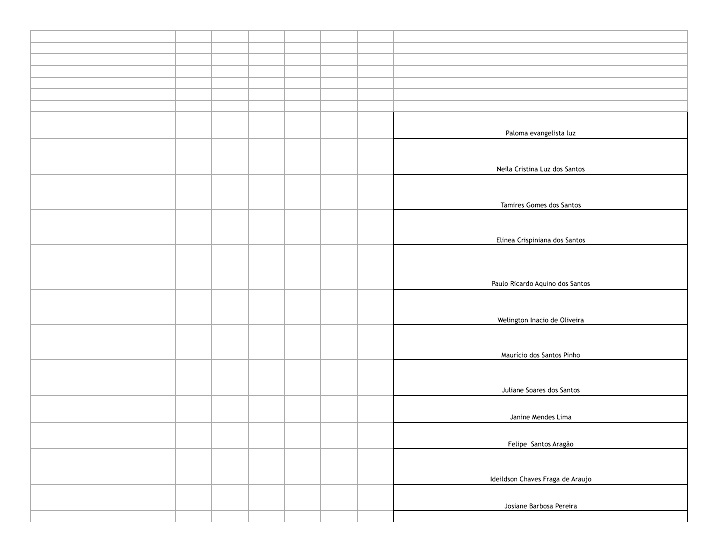 Paloma evangelista luz
Neila Cristina Luz dos Santos
Tamires Gomes dos Santos
Elinea Crispiniana dos Santos
Paulo Ricardo Aquino dos Santos
Welington Inacio de Oliveira
Maurício dos Santos Pinho
Juliane Soares dos Santos
Janine Mendes Lima
Felipe  Santos Aragão
Ideildson Chaves Fraga de Araujo
Josiane Barbosa Pereira